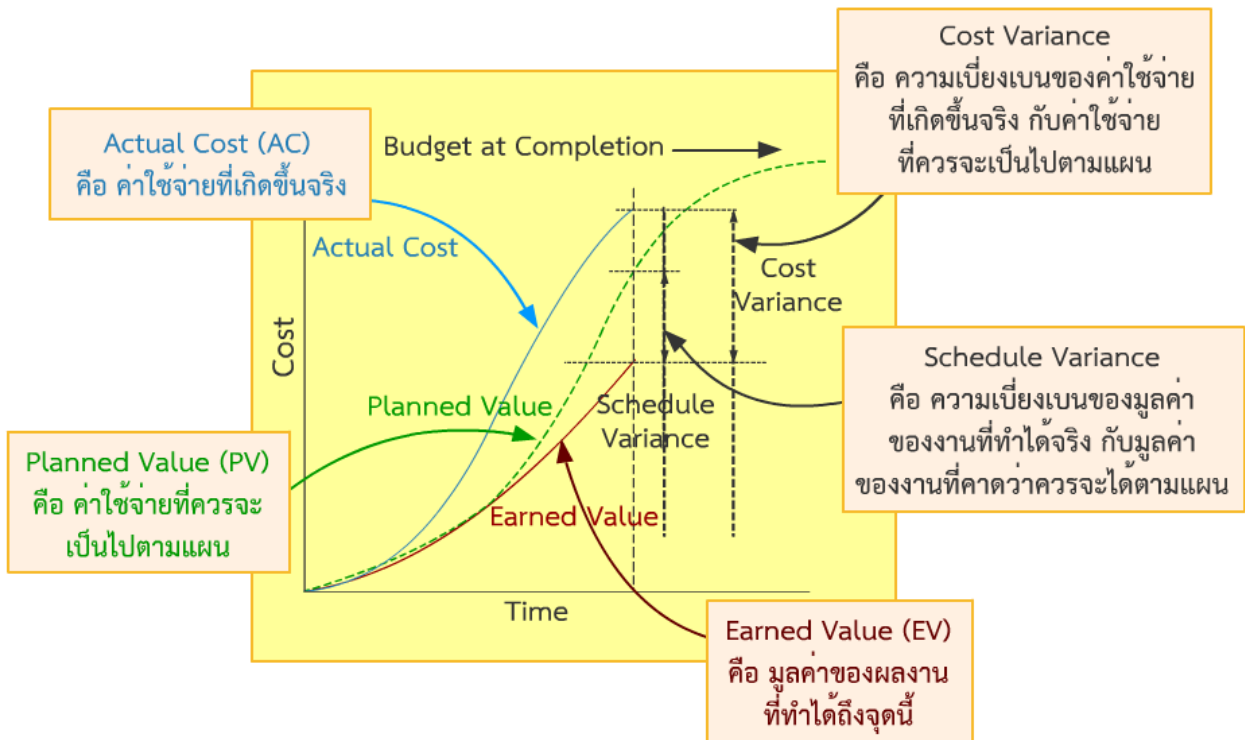 Cost Variance
คือ ความเบี่ยงเบนของค่าใช้จ่าย
ที่เกิดขึ้นจริง กับค่าใช้จ่าย
ที่ควรจะเป็นไปตามแผน
Actual Cost (AC)
คือ ค่าใช้จ่ายที่เกิดขึ้นจริง
Budget at Completion
Actual Cost
Cost
Variance
Cost
Schedule Variance
คือ ความเบี่ยงเบนของมูลค่า
ของงานที่ทำได้จริง กับมูลค่า
ของงานที่คาดว่าควรจะได้ตามแผน
Planned Value
Schedule
Variance
Planned Value (PV)
คือ ค่าใช้จ่ายที่ควรจะ
เป็นไปตามแผน
Earned Value
Time
Earned Value (EV)
คือ มูลค่าของผลงาน
ที่ทำได้ถึงจุดนี้